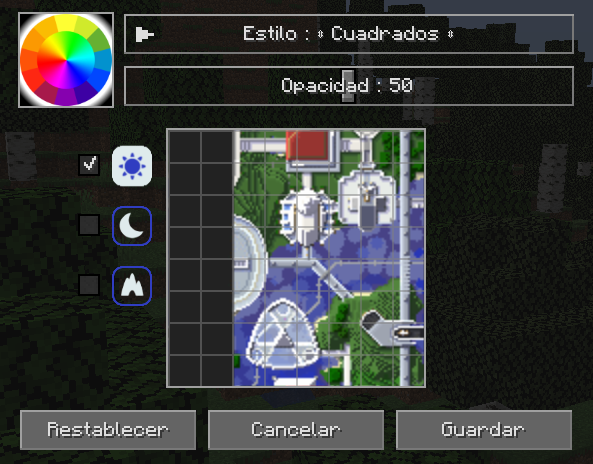 Estilo : * Cuadrados *
Opacidad : 50
Restablecer
Cancelar
Guardar